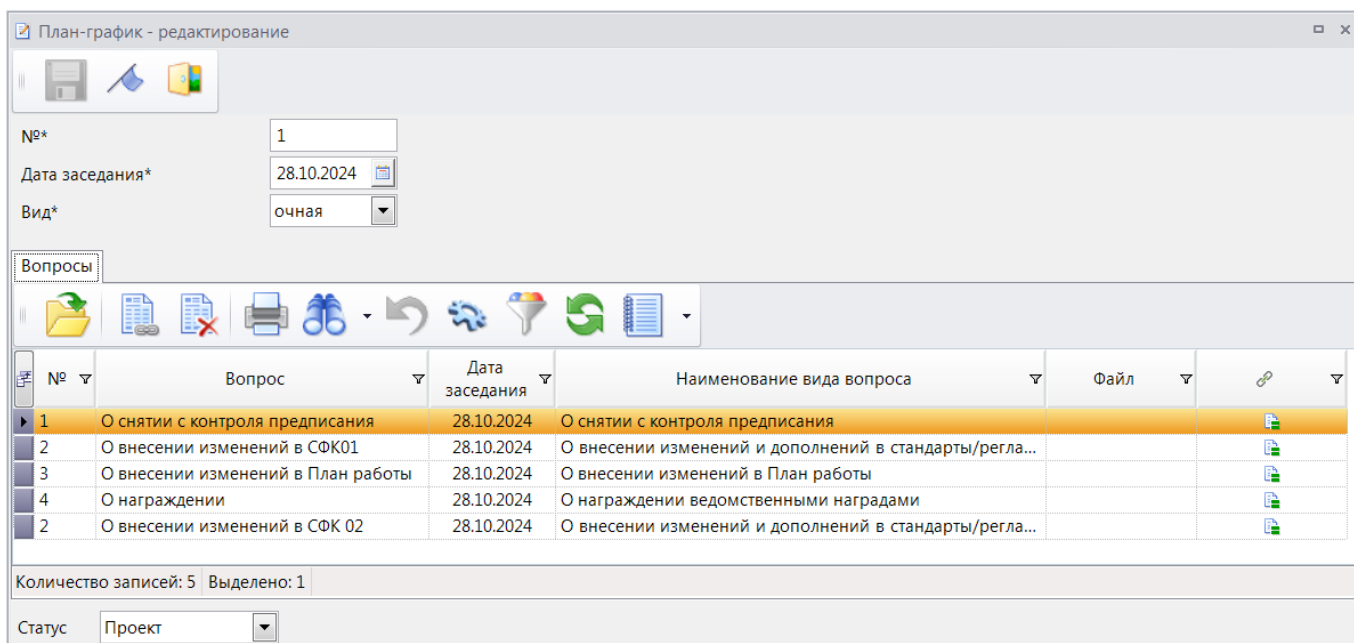 План-график - редактирование
№* 1
Дата заседания* 28.10.2024
Вид* очная
Вопросы
№ Вопрос Дата заседания Наименование вида вопроса Файл
1 О снятии с контроля предписания 28.10.2024 О снятии с контроля предписания
2 О внесении изменений в СФК01 28.10.2024 О внесении изменений и дополнений в стандарты/регла...
3 О внесении изменений в План работы 28.10.2024 О внесении изменений в План работы
4 О награждении 28.10.2024 О награждении ведомственными наградами
2 О внесении изменений в СФК 02 28.10.2024 О внесении изменений и дополнений в стандарты/регла...
Количество записей: 5 Выделено: 1
Статус Проект